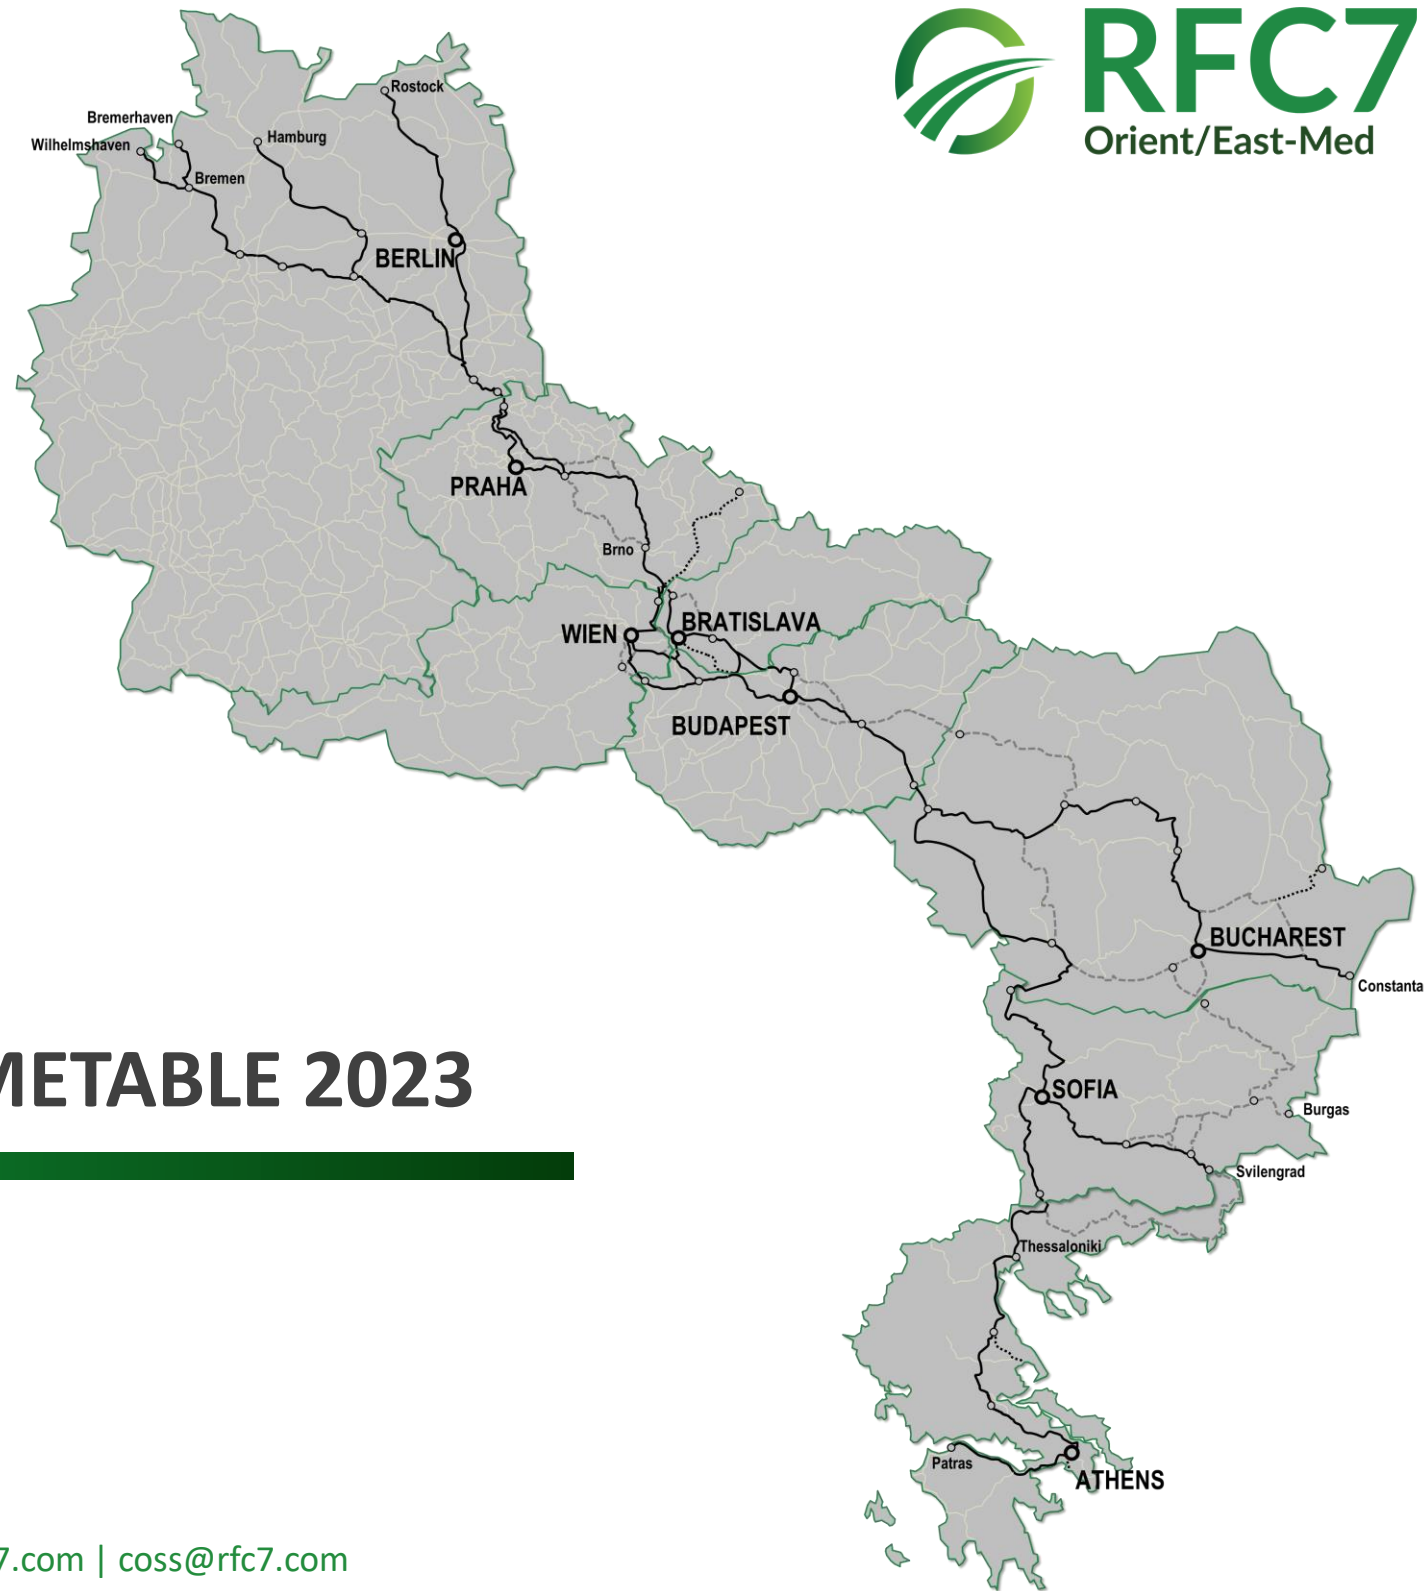 RFC7
Orient/East-Med
Rostock
Bremerhaven
Hamburg
Wilhelmshaven
Bremen
BERLIN
PRAHA
Brno
WIEN
BRATISLAVA
BUDAPEST
BUCHAREST
Constanta
METABLE 2023
SOFIA
Burgas
Svilengrad
Thessaloniki
Patras
ATHENS
7.com | coss@rfc7.com